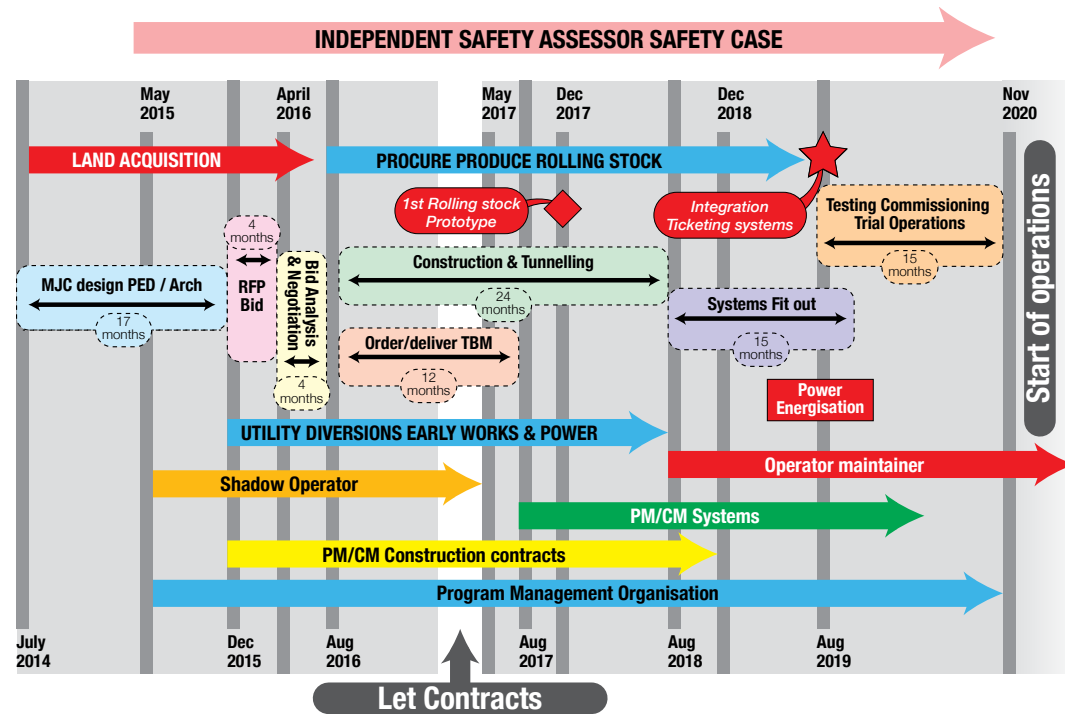 INDEPENDENT SAFETY ASSESSOR SAFETY CASE
May
2015
April
2016
May
2017
Dec
2017
Dec
2018
Nov
2020
LAND ACQUISITION
PROCURE PRODUCE ROLLING STOCK
1st Rolling stock
Prototype
Integration
Ticketing systems
Testing Commissioning
Trial Operations
15
months
4
months
RFP
Bid
Bid Analysis
& Negotiation
4
months
MJC design PED / Arch
17
months
Construction & Tunnelling
24
months
Order/deliver TBM
12
months
Systems Fit out
15
months
Power
Energisation
Start of operations
UTILITY DIVERSIONS EARLY WORKS & POWER
Operator maintainer
Shadow Operator
PM/CM Systems
PM/CM Construction contracts
Program Management Organisation
July
2014
Dec
2015
Aug
2016
Aug
2017
Aug
2018
Aug
2019
Let Contracts